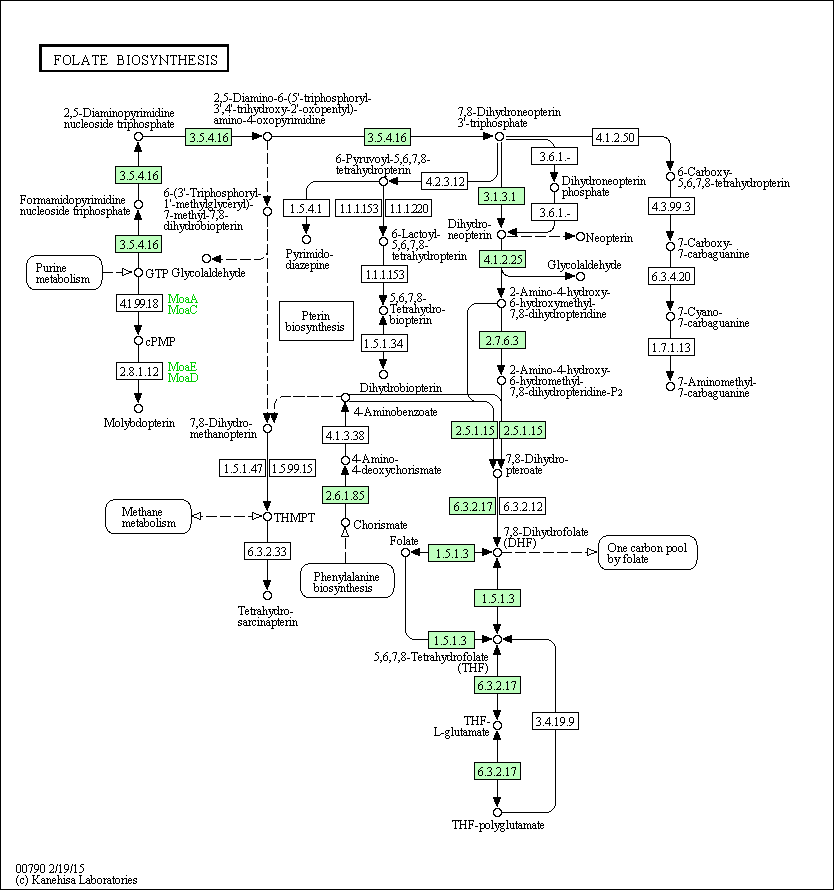 FOLATE BIOSYNTHESIS
2,5-Diaminopyrimidine
nucleoside triphosphate
2,5-Diamino-6-(5'-triphosphoryl-
3',4'-trihydroxy-2'-oxopentyl)-
amino-4-oxopyrimidine
7,8-Dihydroneopterin
3'-triphosphate
3.5.4.16
3.5.4.16
4.1.2.50
3.5.4.16
6-Pyruvoyl-5,6,7,8-
tetrahydropterin
4.2.3.12
3.6.1.-
3.1.3.1
Dihydroneopterin
phosphate
6-Carboxy-
5,6,7,8-tetrahydropterin
Formamidopyrimidine
nucleoside triphosphate
6-(3'-Triphosphoryl-
1'-methylglyceryl)-
7-methyl-7,8-
dihydrobiopterin
1.5.4.1
1.1.1.153
1.1.1.220
3.6.1.-
4.3.99.3
3.5.4.16
Pyrimido-
diazepine
6-Lactoyl-
5,6,7,8-
tetrahydropterin
Dihydro-
neopterin
Neopterin
7-Carboxy-
7-carbaguanine
Purine
metabolism
GTP
Glycolaldehyde
1.1.1.153
4.1.2.25
Glycolaldehyde
6.3.4.20
4.1.99.18
MoaA
MoaC
Pterin
biosynthesis
5,6,7,8-
Tetrahydro-
biopterin
2-Amino-4-hydroxy-
6-hydroxymethyl-
7,8-dihydropteridine
7-Cyano-
7-carbaguanine
cPMP
1.5.1.34
2.7.6.3
1.7.1.13
2.8.1.12
MoaE
MoaD
Dihydrobiopterin
2-Amino-4-hydroxy-
6-hydromethyl-
7,8-dihydropteridine-P2
7-Aminomethyl-
7-carbaguanine
Molybdopterin
7,8-Dihydro-
methanopterin
4-Aminobenzoate
4.1.3.38
2.5.1.15
2.5.1.15
1.5.1.47
1.5.99.15
4-Amino-
4-deoxychorismate
7,8-Dihydro-
pteroate
2.6.1.85
6.3.2.17
6.3.2.12
Methane
metabolism
THMPT
Chorismate
7,8-Dihydrofolate
(DHF)
6.3.2.33
Folate
1.5.1.3
One carbon pool
by folate
Phenylalanine
biosynthesis
Tetrahydro-
sarcinapterin
1.5.1.3
1.5.1.3
5,6,7,8-Tetrahydrofolate
(THF)
6.3.2.17
THF-
L-glutamate
3.4.19.9
6.3.2.17
THF-polyglutamate
00790 2/19/15
(c) Kanehisa Laboratories